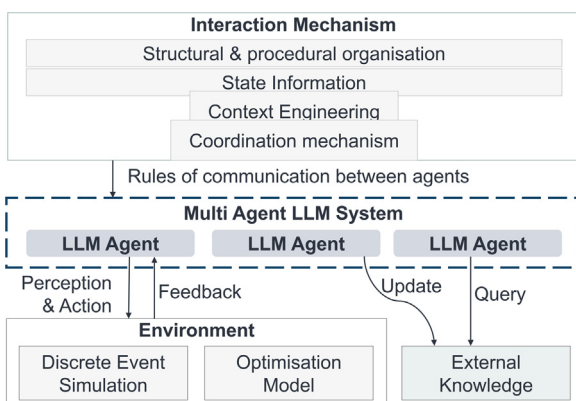 Interaction Mechanism
Structural & procedural organisation
State Information
Context Engineering
Coordination mechanism
Rules of communication between agents
Multi Agent LLM System
LLM Agent
LLM Agent
LLM Agent
Perception
& Action
Feedback
Update
Query
Environment
Discrete Event
Simulation
Optimisation
Model
External
Knowledge